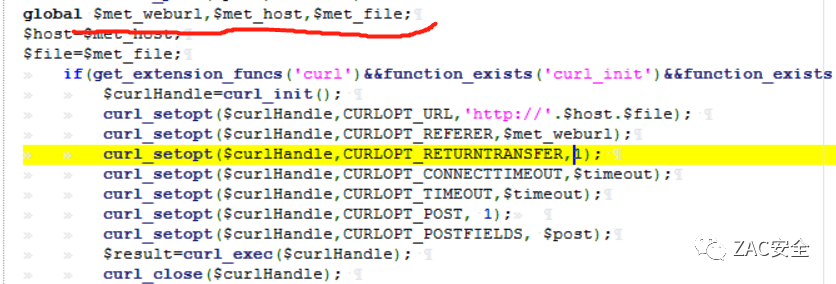 global $met_weburl,$met_host,$met_file;
$host=$met_host;
$file=$met_file;
if(get_extension_funcs('curl')&&function_exists('curl_init')&&function_exists
$curlHandle=curl_init();
curl_setopt($curlHandle,CURLOPT_URL,'http://'.$host.$file);
curl_setopt($curlHandle,CURLOPT_REFERER,$met_weburl);
curl_setopt($curlHandle,CURLOPT_RETURNTRANSFER,1);
curl_setopt($curlHandle,CURLOPT_CONNECTTIMEOUT,$timeout);
curl_setopt($curlHandle,CURLOPT_TIMEOUT,$timeout);
curl_setopt($curlHandle,CURLOPT_POST, 1);
curl_setopt($curlHandle,CURLOPT_POSTFIELDS, $post);
$result=curl_exec($curlHandle);
curl_close($curlHandle);
ZAC安全